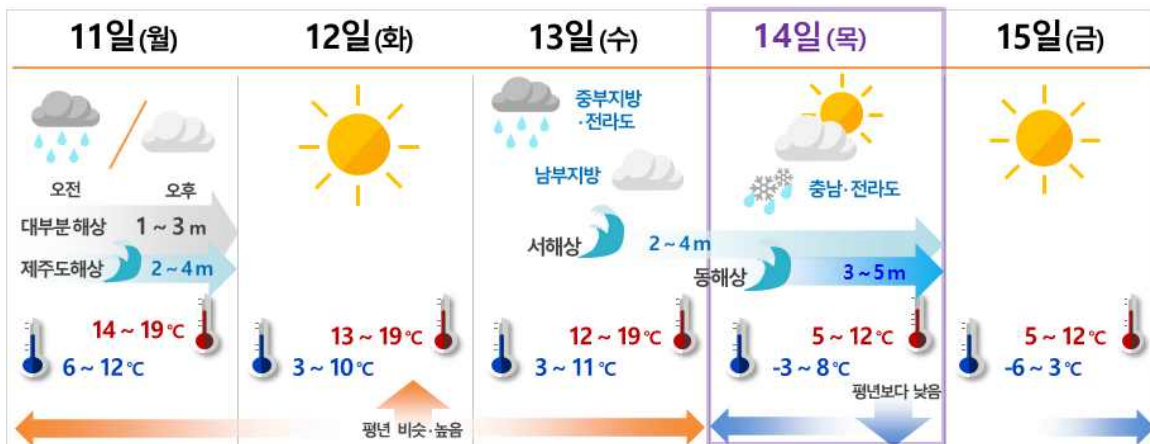 11일(월)
12일(화)
13일(수)
14일(목)
15일(금)
오전
오후
대부분해상 1 ~ 3 m
제주도해상 2 ~ 4 m
14 ~ 19 ℃
6 ~ 12 ℃
13 ~ 19 ℃
3 ~ 10 ℃
중부지방
·전라도
남부지방
서해상 2 ~ 4 m
12 ~ 19 ℃
3 ~ 11 ℃
충남·전라도
동해상 3 ~ 5 m
5 ~ 12 ℃
-3 ~ 8 ℃
5 ~ 12 ℃
-6 ~ 3 ℃
평년 비슷·높음
평년보다 낮음